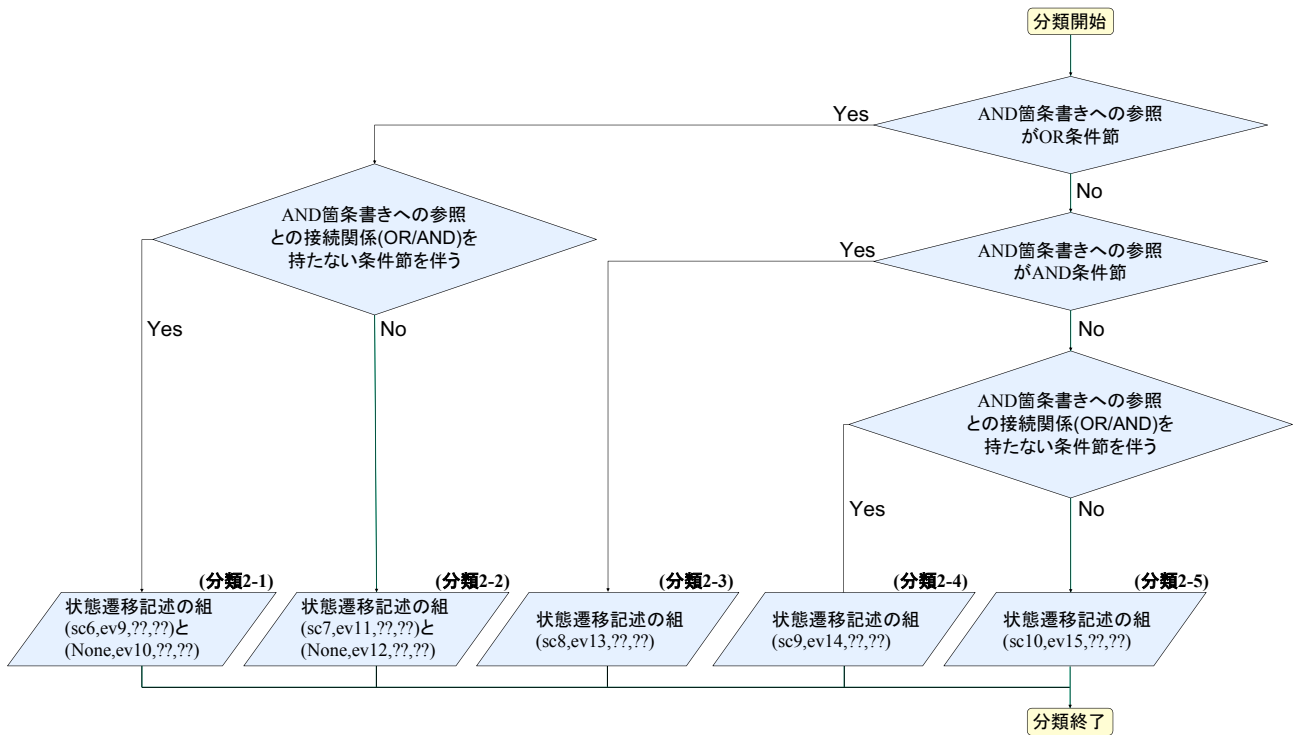 分類開始
AND箇条書きへの参照
がOR条件節
Yes
No
AND箇条書きへの参照
との接続関係(OR/AND)を
持たない条件節を伴う
Yes
No
AND箇条書きへの参照
がAND条件節
Yes
No
AND箇条書きへの参照
との接続関係(OR/AND)を
持たない条件節を伴う
Yes
No
(分類2-1)
状態遷移記述の組
(sc6,ev9,??,??)と
(None,ev10,??,??)
(分類2-2)
状態遷移記述の組
(sc7,ev11,??,??)と
(None,ev12,??,??)
(分類2-3)
状態遷移記述の組
(sc8,ev13,??,??)
(分類2-4)
状態遷移記述の組
(sc9,ev14,??,??)
(分類2-5)
状態遷移記述の組
(sc10,ev15,??,??)
分類終了